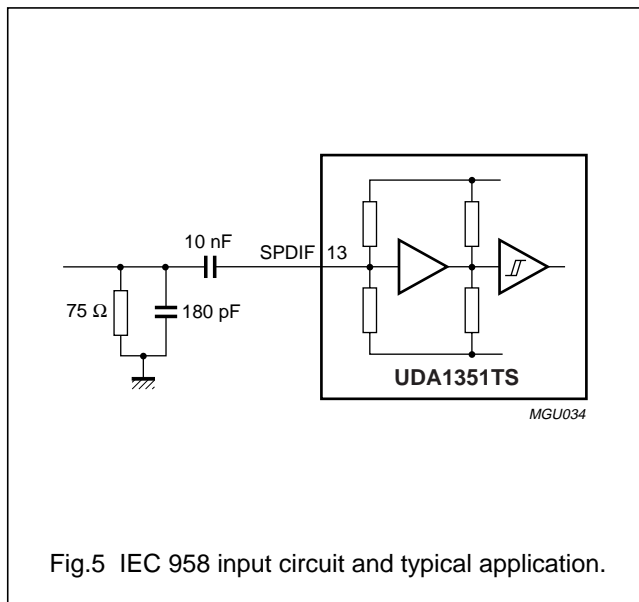 10 nF
SPDIF 13
75 Ω
180 pF
UDA1351TS
MGU034
Fig.5 IEC 958 input circuit and typical application.